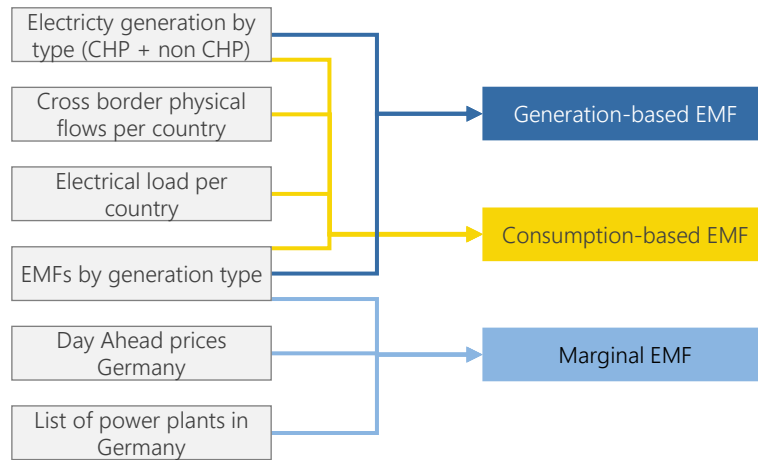 Electricty generation by
type (CHP + non CHP)
Cross border physical
flows per country
Electrical load per
country
EMFs by generation type
Day Ahead prices
Germany
List of power plants in
Germany
Generation-based EMF
Consumption-based EMF
Marginal EMF